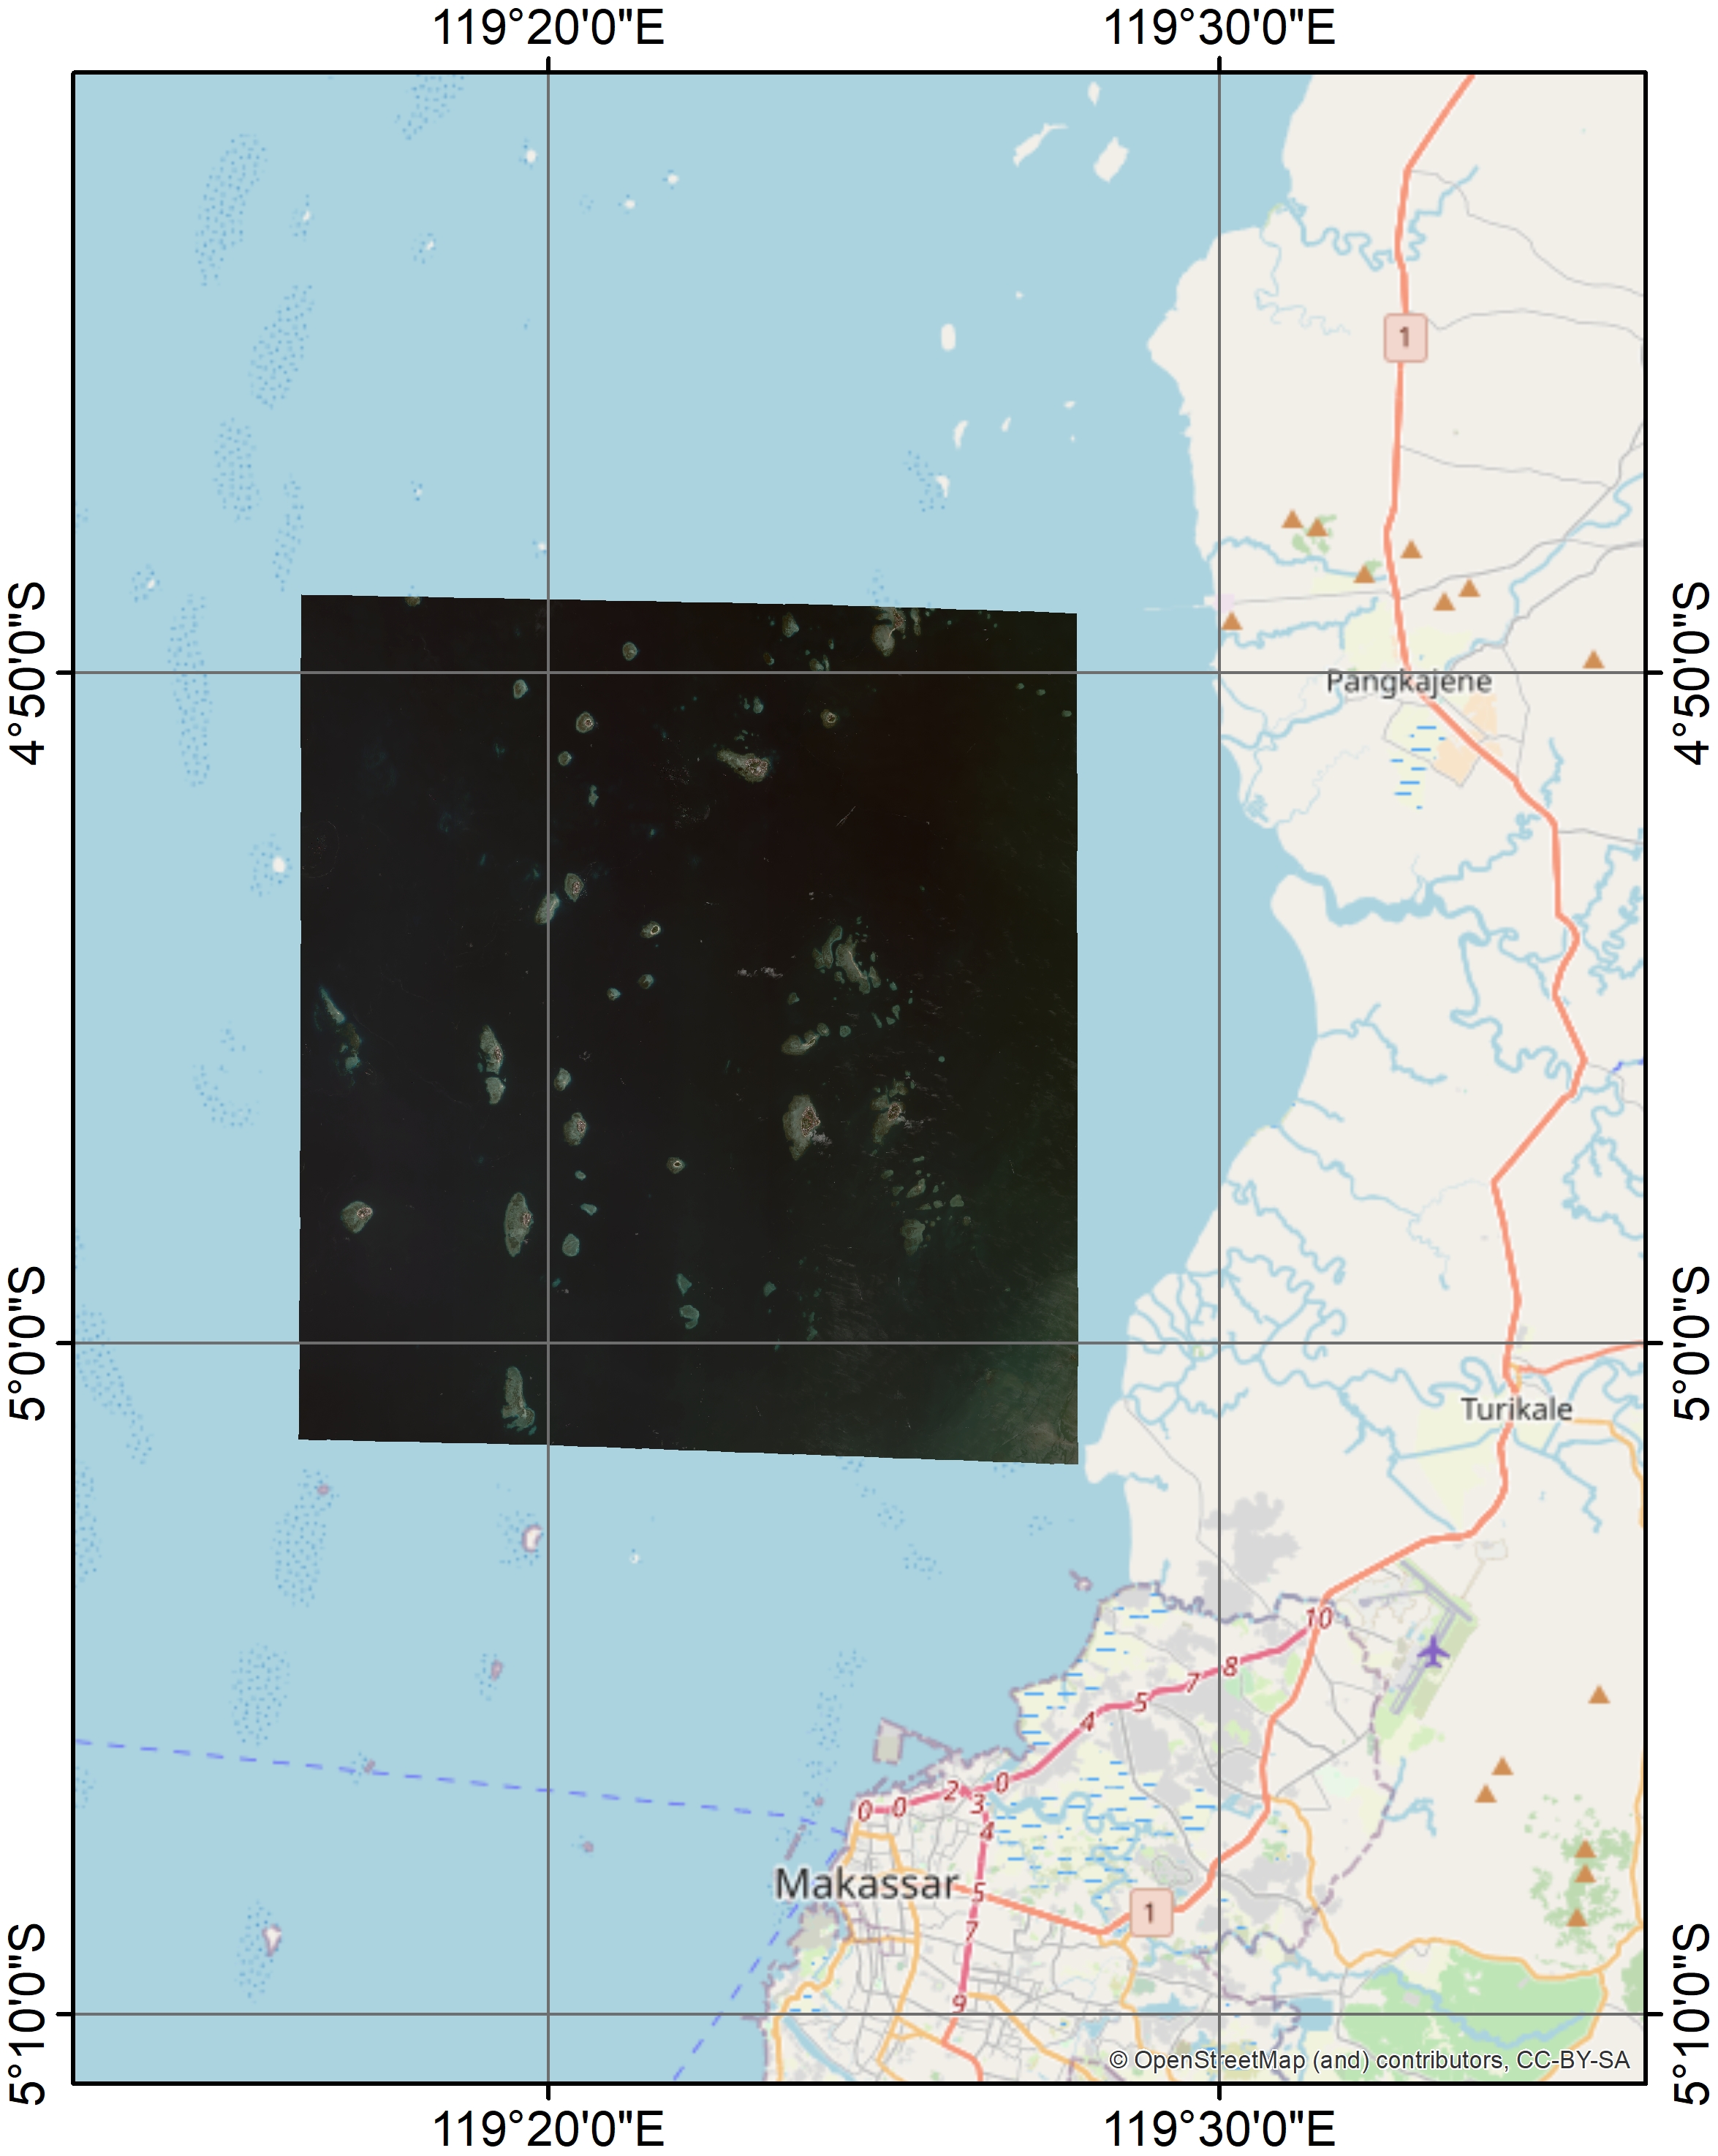 119°20'0"E
119°30'0"E
1
4°50'0"S
4°50'0"S
Pangkajene
5°0'0"S
5°0'0"S
Turikale
10
8
7
5
4
0
2
0
0
3
4
Makassar
5
1
7
9
5°10'0"S
5°10'0"S
© OpenStreetMap (and) contributors, CC-BY-SA
119°20'0"E
119°30'0"E